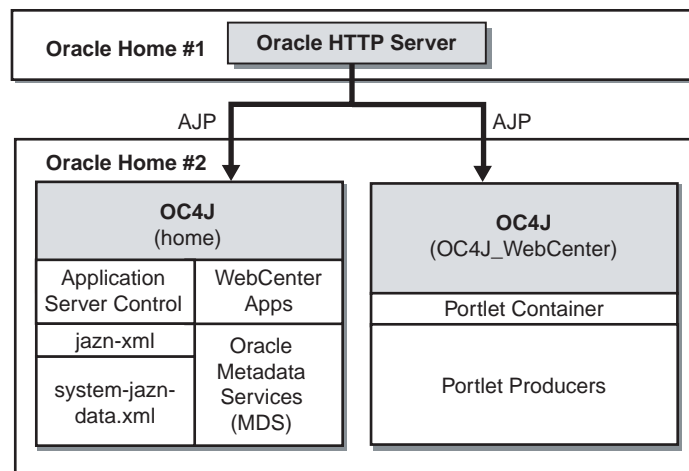 Oracle Home #1
Oracle HTTP Server
AJP
AJP
Oracle Home #2
OC4J
(home)
Application
Server Control
WebCenter
Apps
jazn-xml
system-jazn-
data.xml
Oracle
Metadata
Services
(MDS)
OC4J
(OC4J_WebCenter)
Portlet Container
Portlet Producers